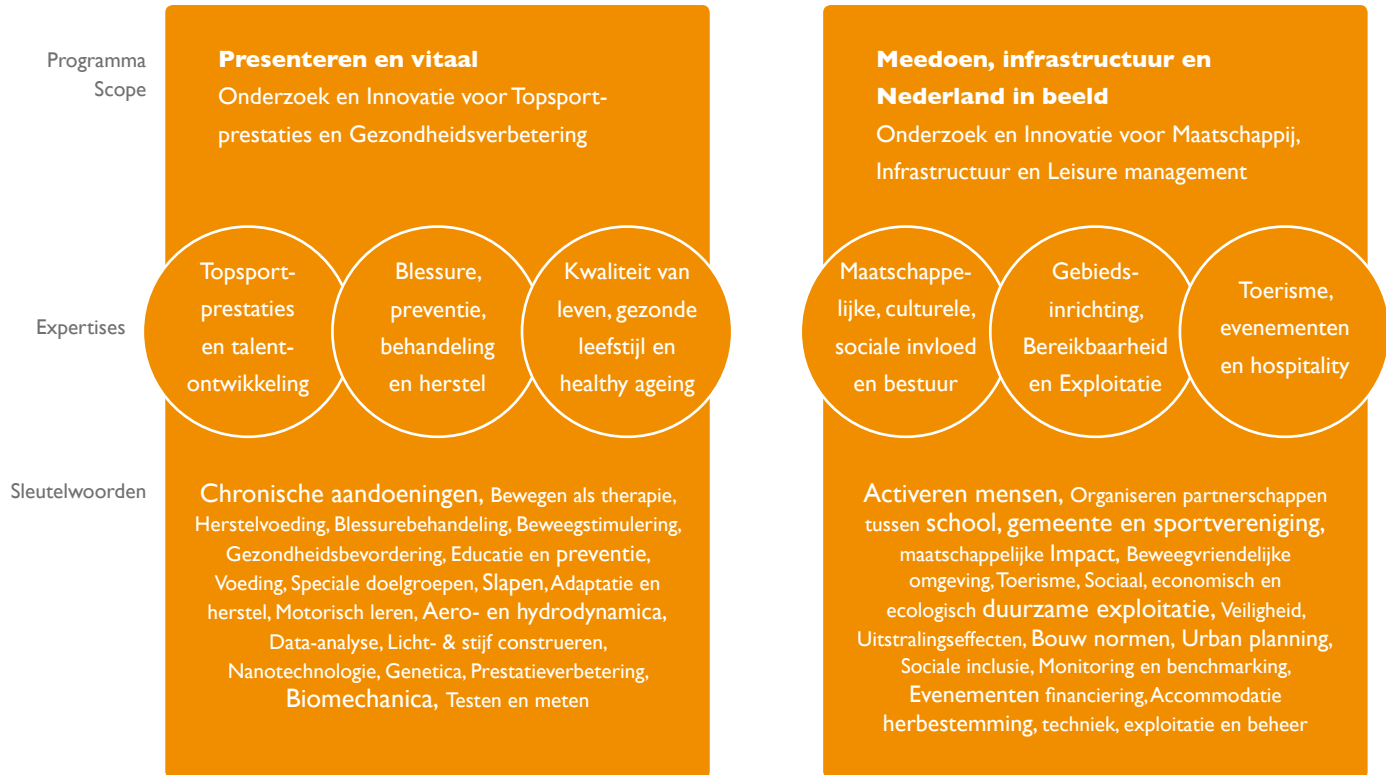 Programma
Scope
Presenteren en vitaal
Onderzoek en Innovatie voor Topsport-
prestaties en Gezondheidsverbetering
Meedoen, infrastructuur en
Nederland in beeld
Onderzoek en Innovatie voor Maatschappij,
Infrastructuur en Leisure management
Expertises
Topsport-
prestaties
en talent-
ontwikkeling
Blessure,
preventie,
behandeling
en herstel
Kwaliteit van
leven, gezonde
leefstijl en
healthy ageing
Maatschappe-
lijke, culturele,
sociale invloed
en bestuur
Gebieds-
inrichting,
Bereikbaarheid
en Exploitatie
Toerisme,
evenementen
en hospitality
Sleutelwoorden
Chronische aandoeningen, Bewegen als therapie,
Herstelvoeding, Blessurebehandeling, Beweegstimulering,
Gezondheidsbevordering, Educatie en preventie,
Voeding, Speciale doelgroepen, Slapen, Adaptatie en
herstel, Motorisch leren, Aero- en hydrodynamica,
Data-analyse, Licht- & stijf construeren,
Nanotechnologie, Genetica, Prestatieverbetering,
Biomechanica, Testen en meten
Activeren mensen, Organiseren partnerschappen
tussen school, gemeente en sportvereniging,
maatschappelijke Impact, Beweegvriendelijke
omgeving, Toerisme, Sociaal, economisch en
ecologisch duurzame exploitatie, Veiligheid,
Uitstralingseffecten, Bouw normen, Urban planning,
Sociale inclusie, Monitoring en benchmarking,
Evenementen financiering, Accommodatie
herbestemming, techniek, exploitatie en beheer